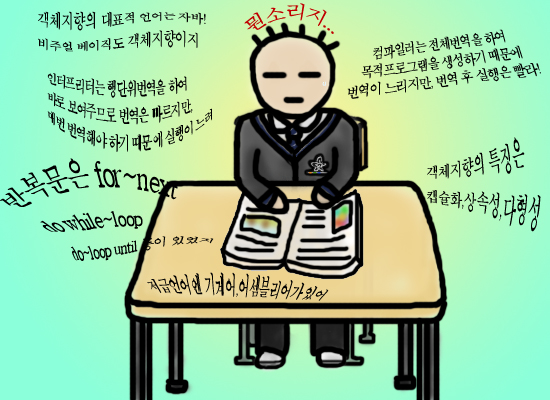 뭔소리지...
객체지향의 대표적 언어는 자바!
비주얼 베이직도 객체지향이지
인터프리터는 행단위번역을 하여
바로 보여주므로 번역은 빠르지만,
매번 번역해야 하기 때문에 실행이 느려
컴파일러는 전체번역을 하여
목적프로그램을 생성하기 때문에
번역이 느리지만, 번역 후 실행은 빨라!
반복문은 for~next
do while~loop
do~loop until 등이 있었지
객체지향의 특징은
캡슐화,상속성,다형성
저급언어엔 기계어,어셈블리어가있어